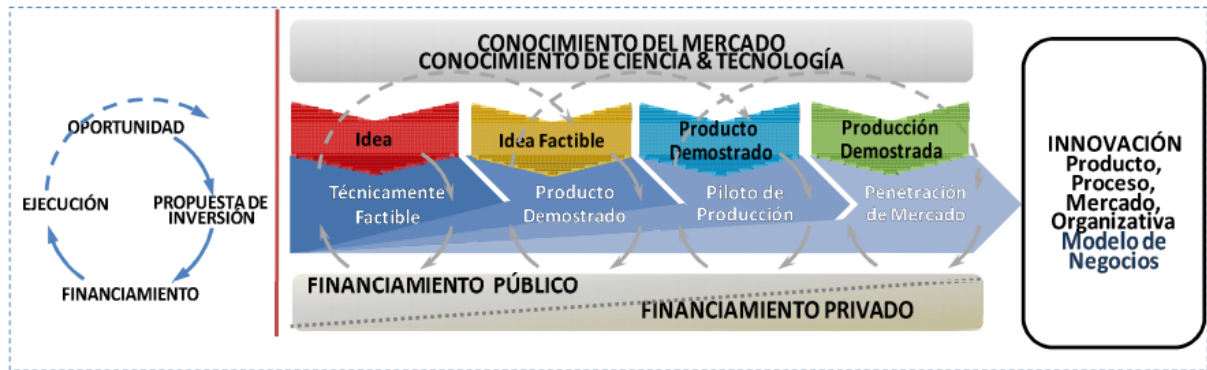 OPORTUNIDAD
EJECUCIÓN
PROPUESTA DE
INVERSIÓN
FINANCIAMIENTO
CONOCIMIENTO DEL MERCADO
CONOCIMIENTO DE CIENCIA & TECNOLOGÍA
Idea
Idea Factible
Producto
Demostrado
Producción
Demostrada
Técnicamente
Factible
Producto
Demostrado
Piloto de
Producción
Penetración
de Mercado
FINANCIAMIENTO PÚBLICO
FINANCIAMIENTO PRIVADO
INNOVACIÓN
Producto,
Proceso,
Mercado,
Organizativa
Modelo de
Negocios